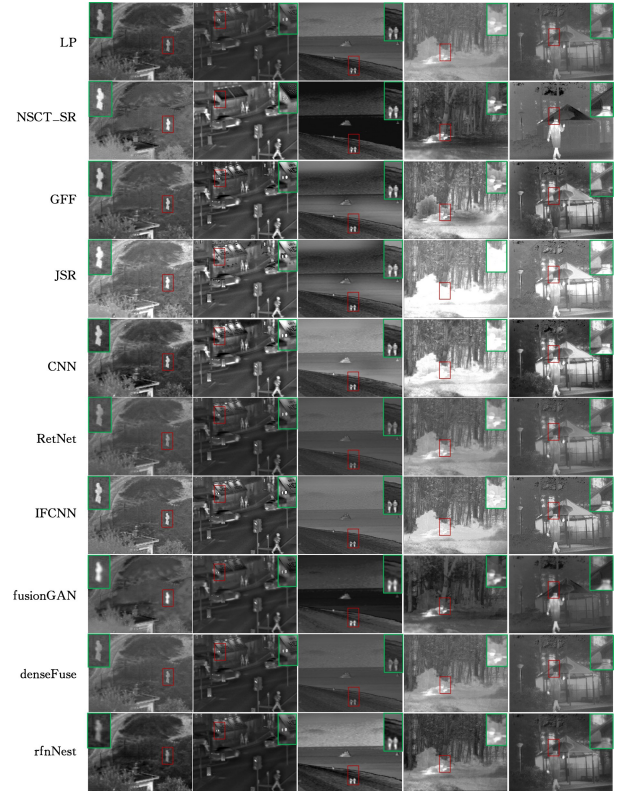 LP
NSCT_SR
GFF
JSR
CNN
RetNet
IFCNN
fusionGAN
denseFuse
rfnNest